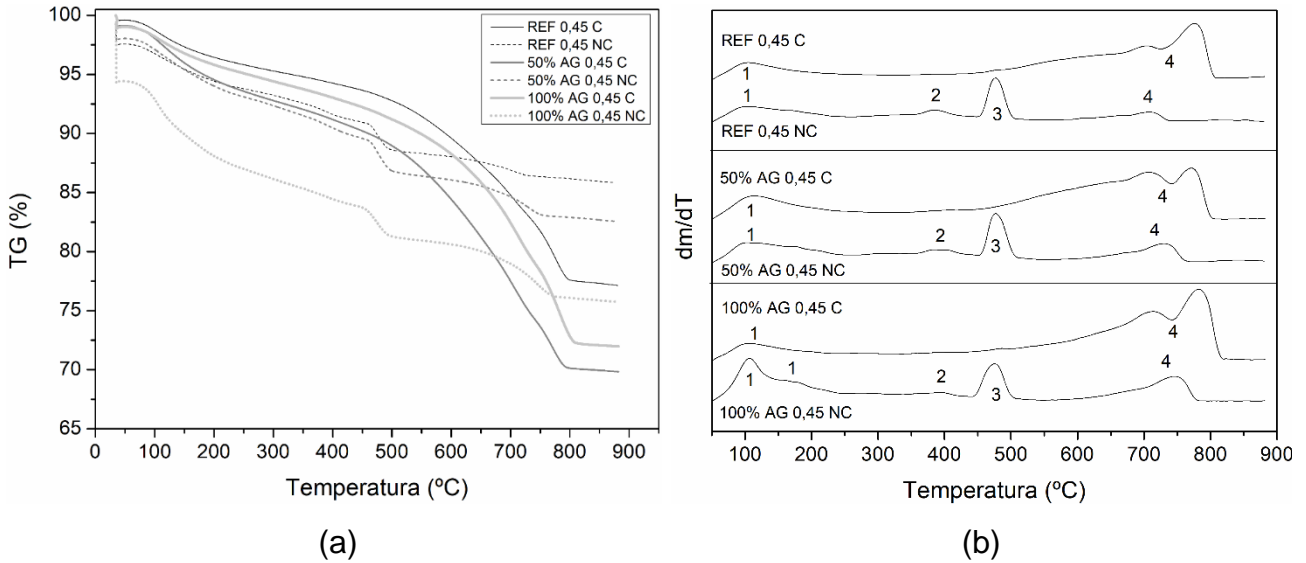 REF 0,45 C
REF 0,45 NC
50% AG 0,45 C
50% AG 0,45 NC
100% AG 0,45 C
100% AG 0,45 NC
100
95
90
85
80
75
70
65
TG (%)
0 100 200 300 400 500 600 700 800 900
Temperatura (ºC)
(a)
dm/dT
REF 0,45 C
1 4
1 2 3 4
REF 0,45 NC
50% AG 0,45 C
1 4
1 2 3 4
50% AG 0,45 NC
100% AG 0,45 C
1 4
1 1 2 3 4
100% AG 0,45 NC
100 200 300 400 500 600 700 800 900
Temperatura (ºC)
(b)